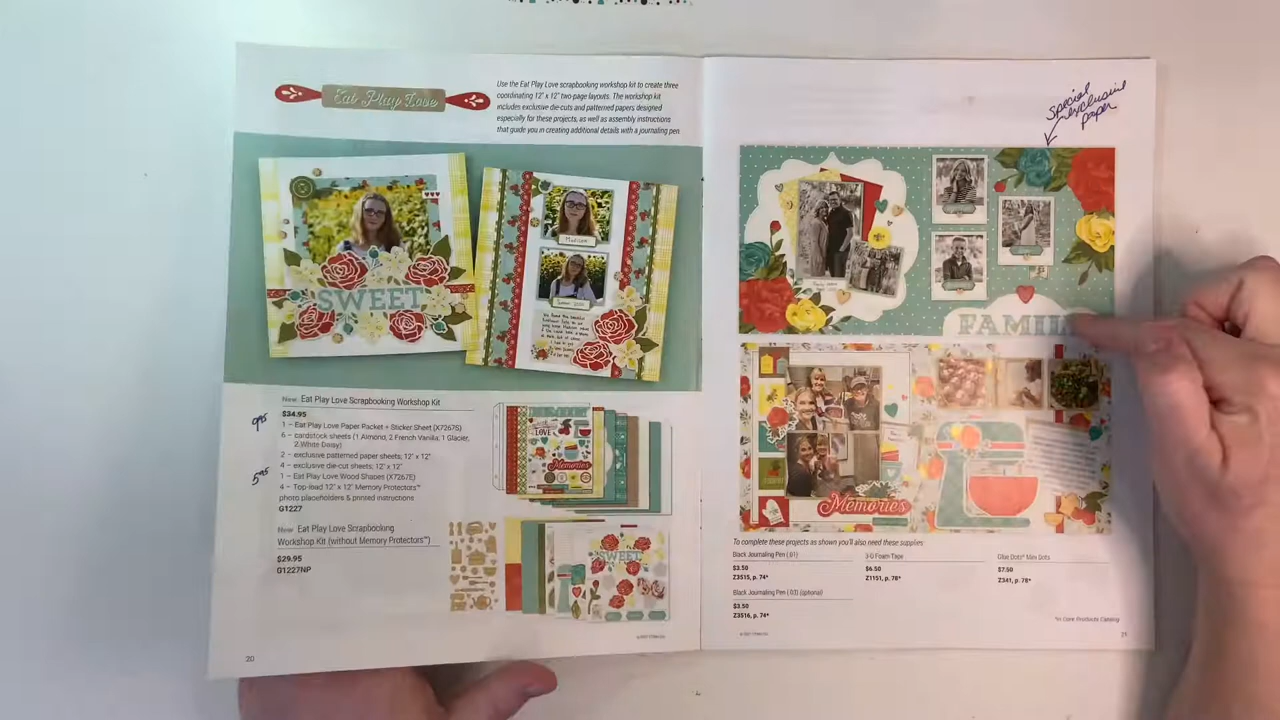 Eat Play Love
Use the Eat Play Love scrapbooking workshop kit to create three
coordinating 12" x 12" two-page layouts. The workshop kit
includes exclusive die-cuts and patterned papers designed
especially for these projects, as well as assembly instructions
that guide you in creating additional details with a journaling pen.
SWEET
New Eat Play Love Scrapbooking Workshop Kit
$34.95
1 – Eat Play Love Paper Packet + Sticker Sheet (X7267S)
6 – cardstock sheets (1 Almond, 2 French Vanilla, 1 Glacier,
2 White Daisy)
2 – exclusive patterned paper sheets; 12" x 12"
4 – exclusive die-cut sheets; 12" x 12"
1 – Eat Play Love Wood Shapes (X7267E)
4 – Top-load 12" x 12" Memory Protectors™
photo placeholders & printed instructions
G1227
New Eat Play Love Scrapbooking
Workshop Kit (without Memory Protectors™)
$29.95
G1227NP
LOVE
Memories
SWEET
20
special
exclusive
paper
FAMIL
Memories
To complete these projects as shown you'll also need these supplies:
Black Journaling Pen (.01)
$3.50
Z3515, p. 74*
Black Journaling Pen (.03) (optional)
$3.50
Z3516, p. 74*
3-D Foam Tape
$6.50
Z1151, p. 78*
Glue Dots® Mini Dots
$7.50
Z341, p. 78*
*In Core Products Catalog
21